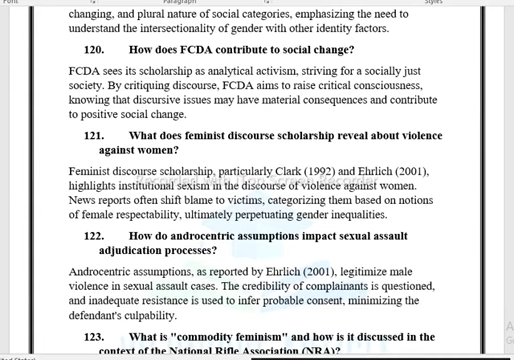 Font
Paragraph
Styles
changing, and plural nature of social categories, emphasizing the need to
understand the intersectionality of gender with other identity factors.
120. How does FCDA contribute to social change?
FCDA sees its scholarship as analytical activism, striving for a socially just
society. By critiquing discourse, FCDA aims to raise critical consciousness,
knowing that discursive issues may have material consequences and contribute
to positive social change.
121. What does feminist discourse scholarship reveal about violence
against women?
Feminist discourse scholarship, particularly Clark (1992) and Ehrlich (2001),
Recorded with iTop Screen Recorder
highlights institutional sexism in the discourse of violence against women.
News reports often shift blame to victims, categorizing them based on notions
of female respectability, ultimately perpetuating gender inequalities.
122. How do androcentric assumptions impact sexual assault
adjudication processes?
Androcentric assumptions, as reported by Ehrlich (2001), legitimize male
violence in sexual assault cases. The credibility of complainants is questioned,
and inadequate resistance is used to infer probable consent, minimizing the
defendant's culpability.
123. What is "commodity feminism" and how is it discussed in the
context of the National Rifle Association (NRA)?